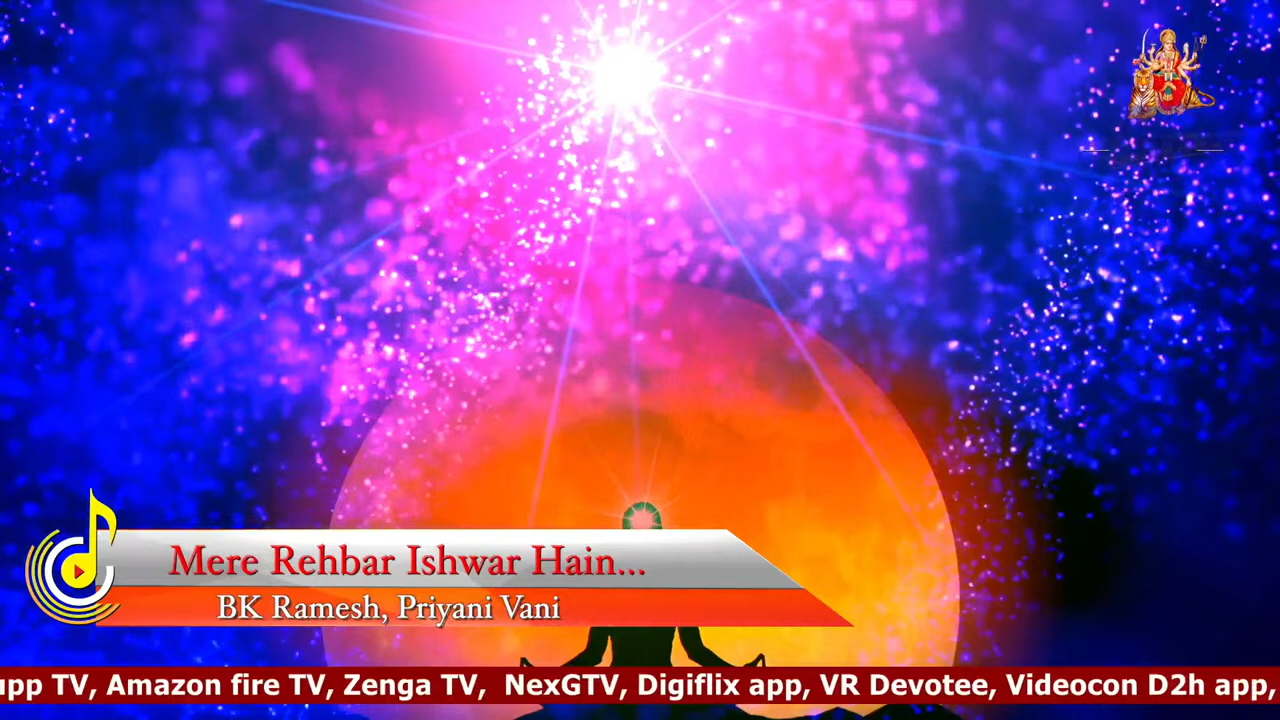 Mere Rehbar Ishwar Hain...
BK Ramesh, Priyani Vani
TV, Amazon fire TV, Zenga TV, NexGTV, Digiflix app, VR Devotee, Videocon D2h app,